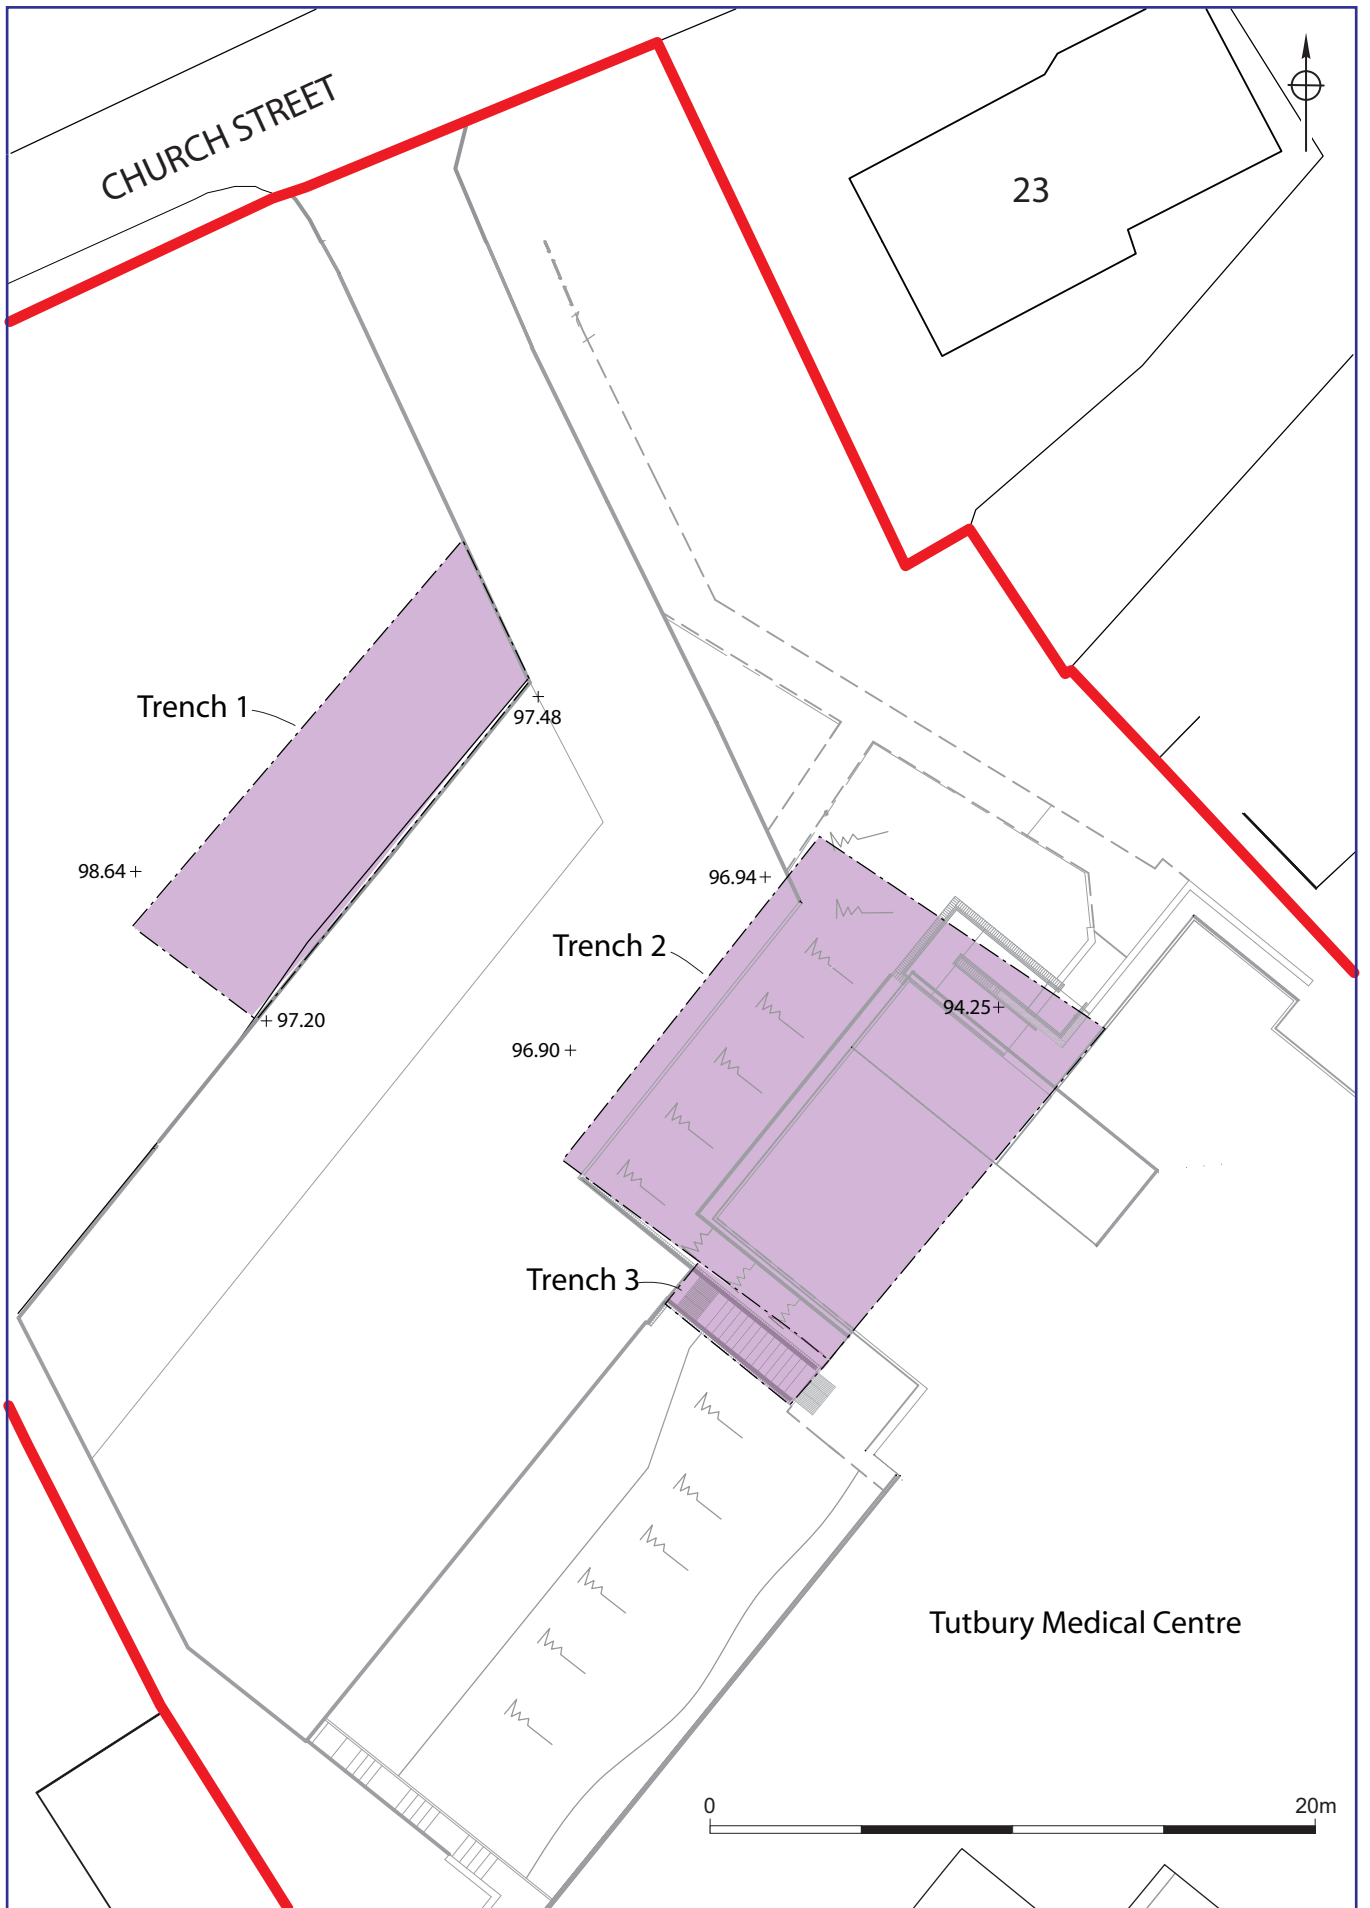 CHURCH STREET
23
Trench 1
97.48
98.64
96.94
Trench 2
94.25
97.20
96.90
Trench 3
Tutbury Medical Centre
0
20m